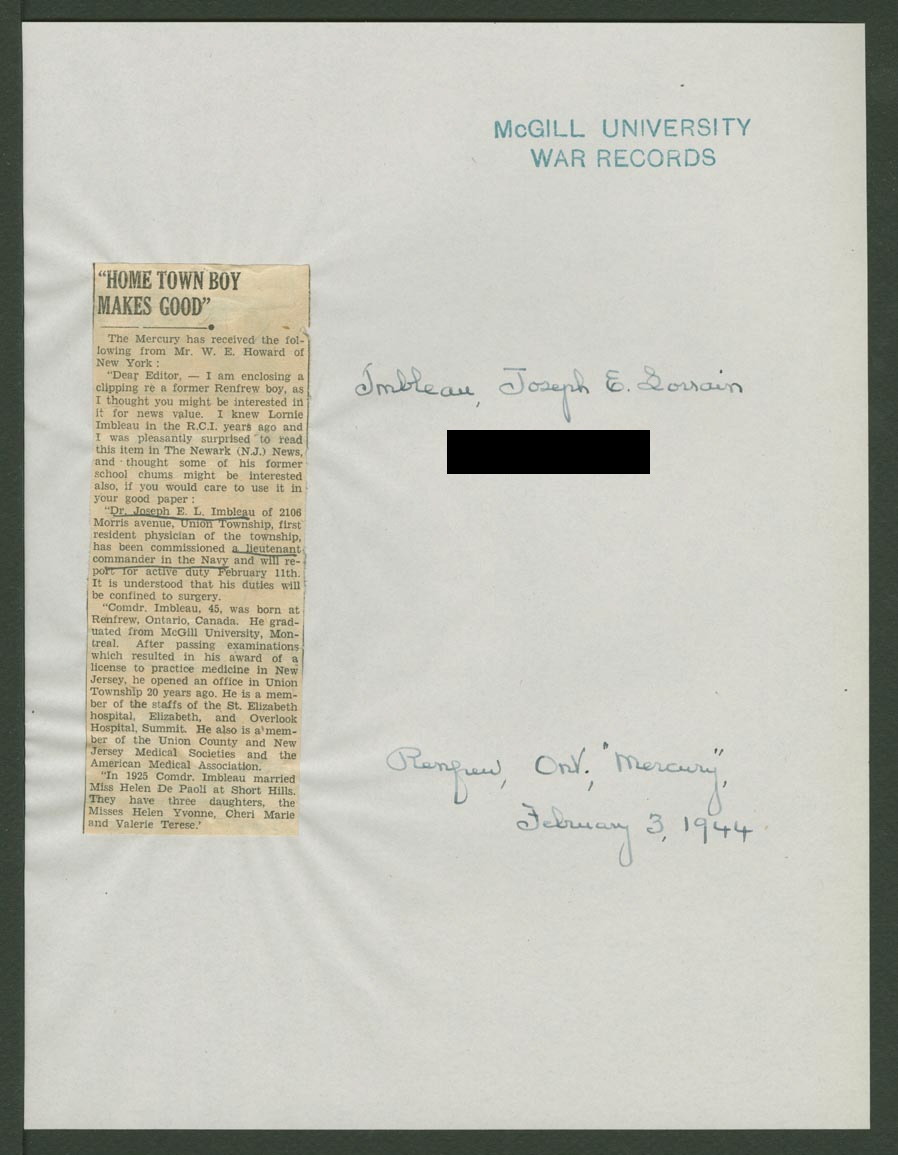 McGILL UNIVERSITY
WAR RECORDS
"HOME TOWN BOY
MAKES GOOD"
The Mercury has received the fol-
lowing from Mr. W. E. Howard of
New York :
"Dear Editor, — I am enclosing a
clipping re a former Renfrew boy, as
I thought you might be interested in
it for news value. I knew Lornie
Imbleau in the R.C.I. years ago and
I was pleasantly surprised to read
this item in The Newark (N.J.) News,
and thought some of his former
school chums might be interested
also, if you would care to use it in
your good paper :
"Dr. Joseph E. L. Imbleau of 2106
Morris avenue, Union Township, first
resident physician of the township,
has been commissioned a lieutenant
commander in the Navy and will re-
port for active duty February 11th.
It is understood that his duties will
be confined to surgery.
"Comdr. Imbleau, 45, was born at
Renfrew, Ontario, Canada. He grad-
uated from McGill University, Mon-
treal. After passing examinations
which resulted in his award of a
license to practice medicine in New
Jersey, he opened an office in Union
Township 20 years ago. He is a mem-
ber of the staffs of the St. Elizabeth
hospital, Elizabeth, and Overlook
Hospital, Summit. He also is a mem-
ber of the Union County and New
Jersey Medical Societies and the
American Medical Association.
"In 1925 Comdr. Imbleau married
Miss Helen De Paoli at Short Hills.
They have three daughters, the
Misses Helen Yvonne, Cheri Marie
and Valerie Terese.'
Imbleau, Joseph E. Lorrain
Renfrew, Ont., "Mercury",
February 3, 1944